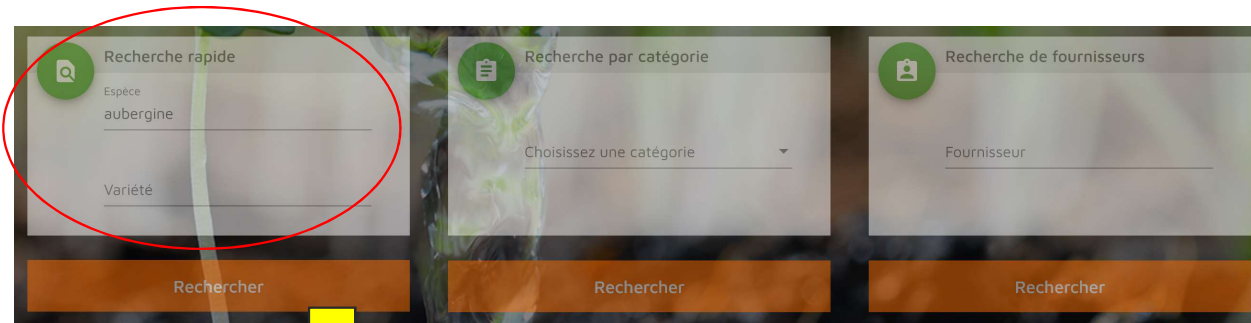 Recherche rapide
Espèce
aubergine
Variété
Rechercher
Recherche par catégorie
Choisissez une catégorie
Rechercher
Recherche de fournisseurs
Fournisseur
Rechercher